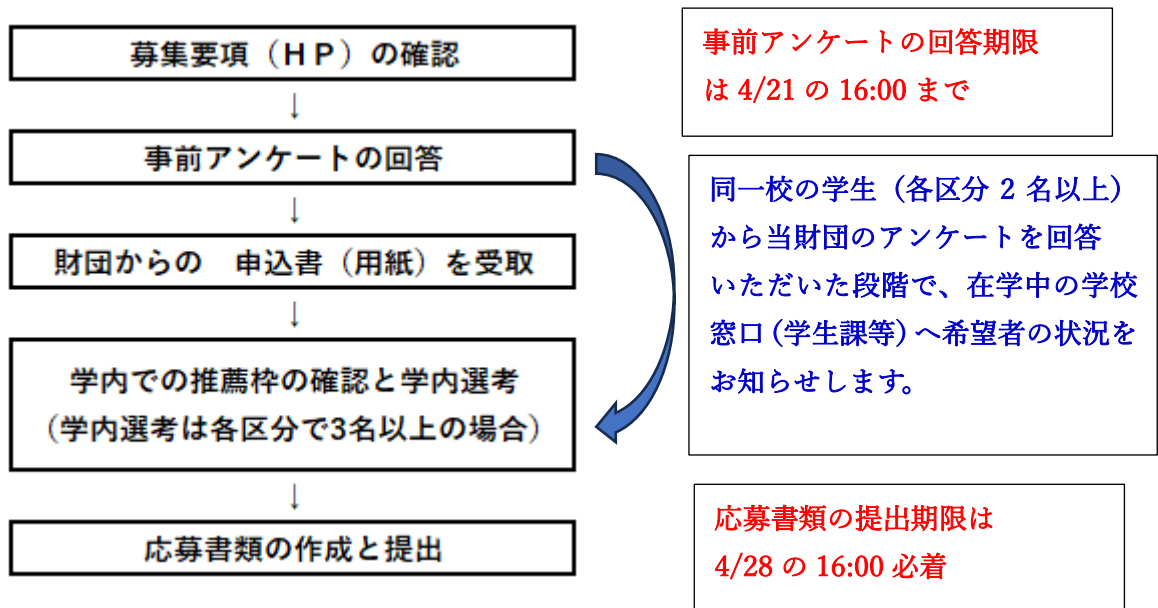 募集要項（ＨＰ）の確認
↓
事前アンケートの回答
↓
財団からの　申込書（用紙）を受取
↓
学内での推薦枠の確認と学内選考
（学内選考は各区分で3名以上の場合）
↓
応募書類の作成と提出
事前アンケートの回答期限
は 4/21 の 16:00 まで
同一校の学生（各区分 2 名以上）
から当財団のアンケートを回答
いただいた段階で、在学中の学校
窓口（学生課等）へ希望者の状況を
お知らせします。
応募書類の提出期限は
4/28 の 16:00 必着